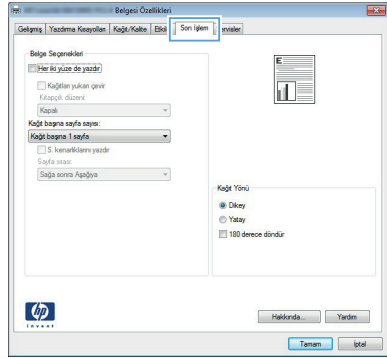 Belgesi Özellikleri
Gelişmiş Yazdırma Kısayolları Kağıt/Kalite Son İşlem Servisler
Belge Seçenekleri
Her iki yüze de yazdır
Kağıtları yukarı çevir
Kitapçık düzeni:
Kapalı
Kağıt başına sayfa sayısı:
Kağıt başına 1 sayfa
S. kenarlıklarını yazdır
Sayfa sırası:
Sağa sonra Aşağıya
E
Kağıt Yönü
Dikey
Yatay
180 derece döndür
hp
invent
Hakkında... Yardım
Tamam İptal